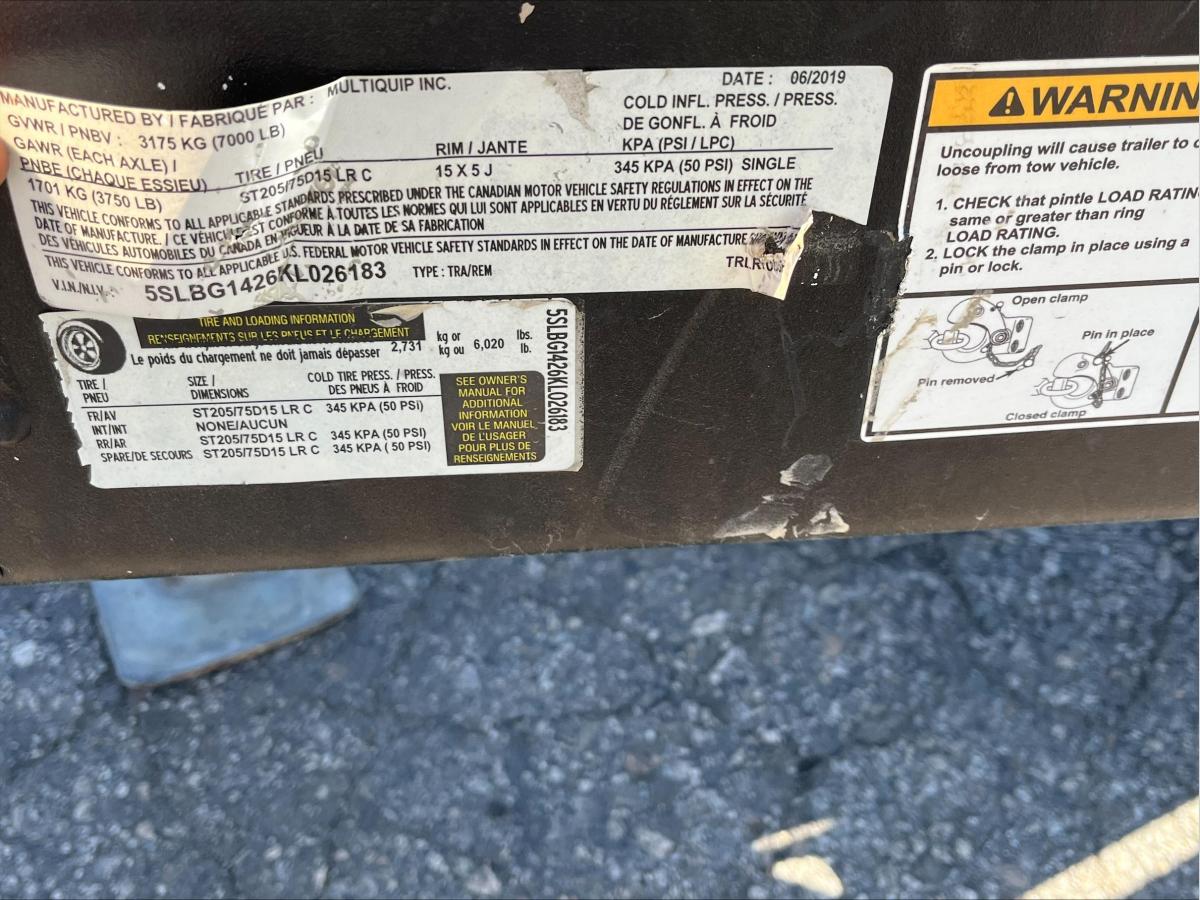 MANUFACTURED BY / FABRIQUÉ PAR : MULTIQUIP INC.
DATE : 06/2019
GVWR / PNBV : 3175 KG (7000 LB)
COLD INFL. PRESS. / PRESS.
DE GONFL. À FROID
KPA (PSI / LPC)
GAWR (EACH AXLE) /
PNBE (CHAQUE ESSIEU)
TIRE / PNEU
RIM / JANTE
1701 KG (3750 LB)
ST205/75D15 LR C
15 X 5 J
345 KPA (50 PSI) SINGLE
THIS VEHICLE CONFORMS TO ALL APPLICABLE STANDARDS PRESCRIBED UNDER THE CANADIAN MOTOR VEHICLE SAFETY REGULATIONS IN EFFECT ON THE
DATE OF MANUFACTURE. / CE VÉHICULE EST CONFORME À TOUTES LES NORMES QUI LUI SONT APPLICABLES EN VERTU DU RÉGLEMENT SUR LA SÉCURITÉ
DES VÉHICULES AUTOMOBILES DU CANADA EN VIGUEUR À LA DATE DE SA FABRICATION
THIS VEHICLE CONFORMS TO ALL APPLICABLE U.S. FEDERAL MOTOR VEHICLE SAFETY STANDARDS IN EFFECT ON THE DATE OF MANUFACTURE
V.I.N./N.I.V.: 5SLBG1426KL026183
TYPE : TRA/REM
TIRE AND LOADING INFORMATION
RENSEIGNEMENTS SUR LES PNEUS ET LE CHARGEMENT
Le poids du chargement ne doit jamais dépasser 2,731 kg or kg ou 6,020 lbs. lb.
TIRE / PNEU
SIZE / DIMENSIONS
COLD TIRE PRESS. / PRESS. DES PNEUS À FROID
FR/AV ST205/75D15 LR C 345 KPA (50 PSI)
INT/INT NONE/AUCUN
RR/AR ST205/75D15 LR C 345 KPA (50 PSI)
SPARE/DE SECOURS ST205/75D15 LR C 345 KPA ( 50 PSI)
SEE OWNER'S
MANUAL FOR
ADDITIONAL
INFORMATION
VOIR LE MANUEL
DE L'USAGER
POUR PLUS DE
RENSEIGNEMENTS
5SLBG1426KL026183
WARNIN
Uncoupling will cause trailer to
loose from tow vehicle.
1. CHECK that pintle LOAD RATIN
same or greater than ring
LOAD RATING.
2. LOCK the clamp in place using a
pin or lock.
Open clamp
Pin in place
Pin removed
Closed clamp